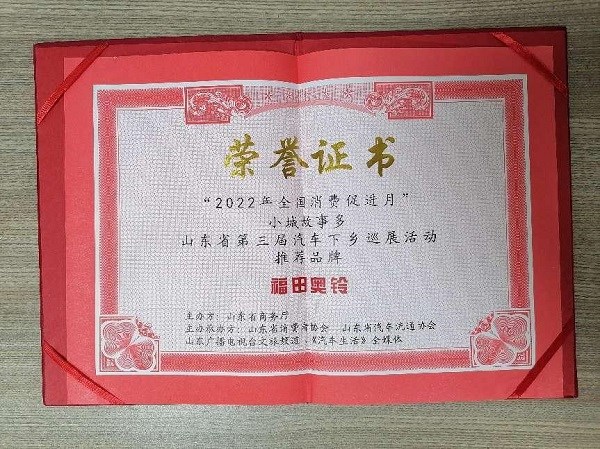 荣誉证书
“2022年全国消费促进月”
小城故事多
山东省第三届汽车下乡巡展活动
推荐品牌
福田奥铃
主办方：山东省商务厅
主办承办方：山东省消费者协会 山东省汽车流通协会
山东广播电视台文旅频道·《汽车生活》全媒体